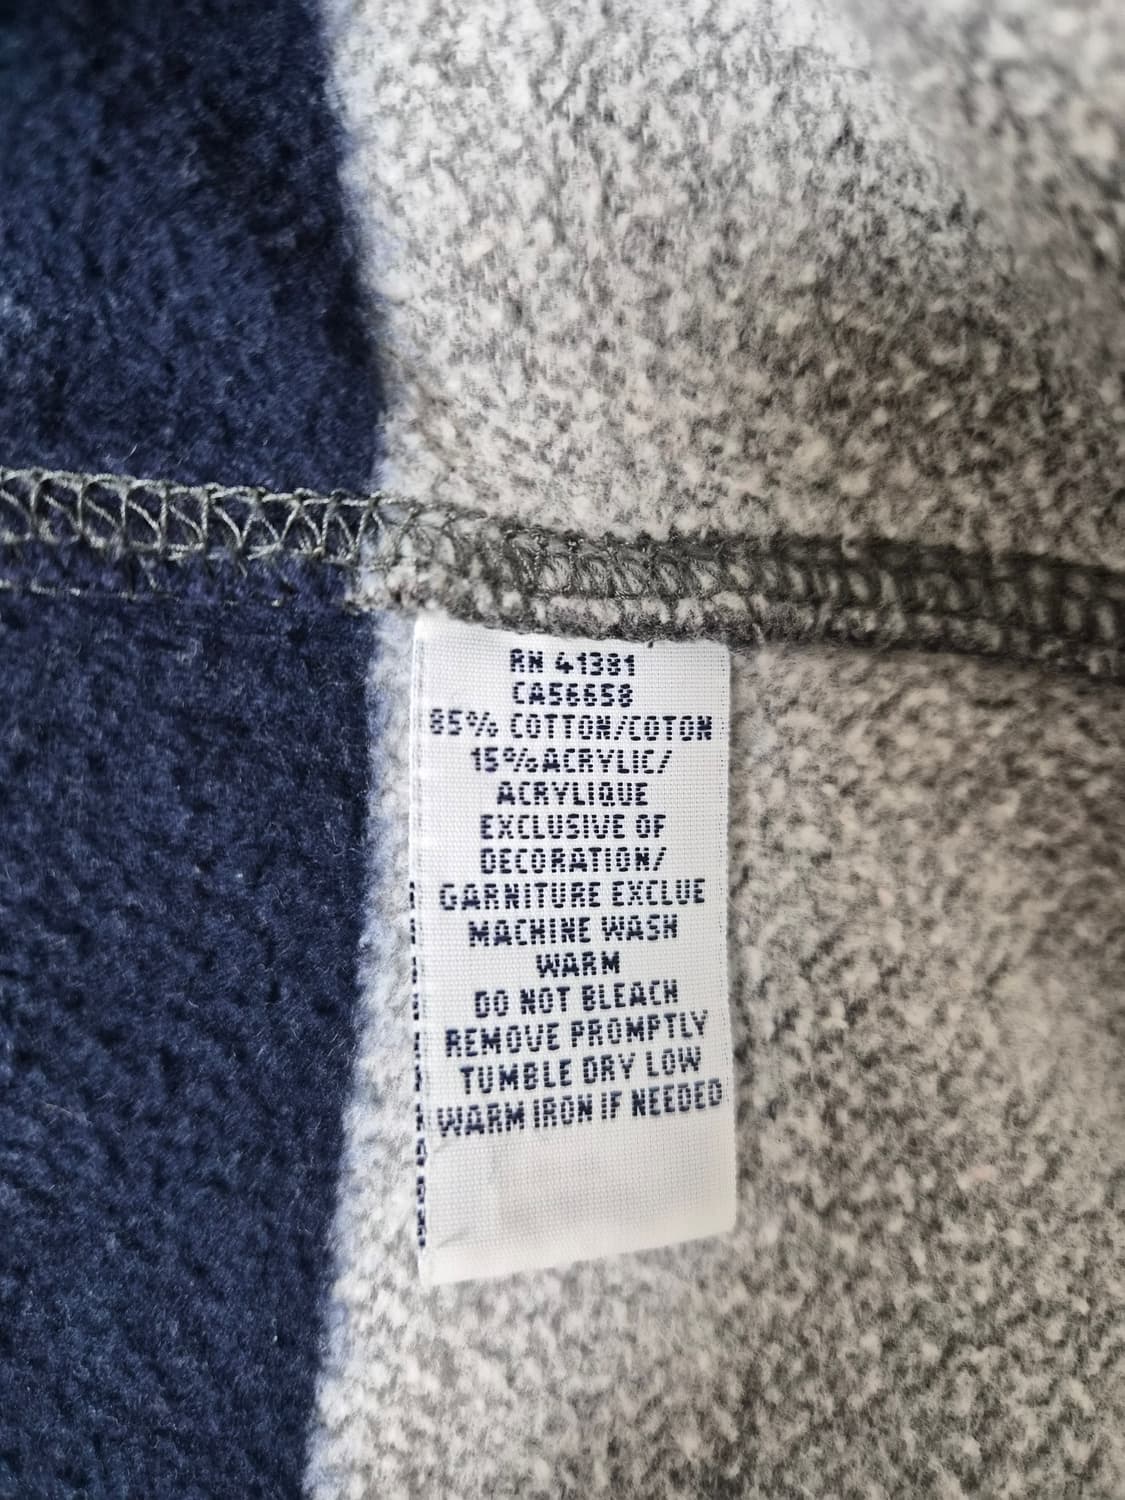 RN 41381
CA56658
85% COTTON/COTON
15%ACRYLIC/
ACRYLIQUE
EXCLUSIVE OF
DECORATION/
GARNITURE EXCLUE
MACHINE WASH
WARM
DO NOT BLEACH
REMOVE PROMPTLY
TUMBLE DRY LOW
WARM IRON IF NEEDED